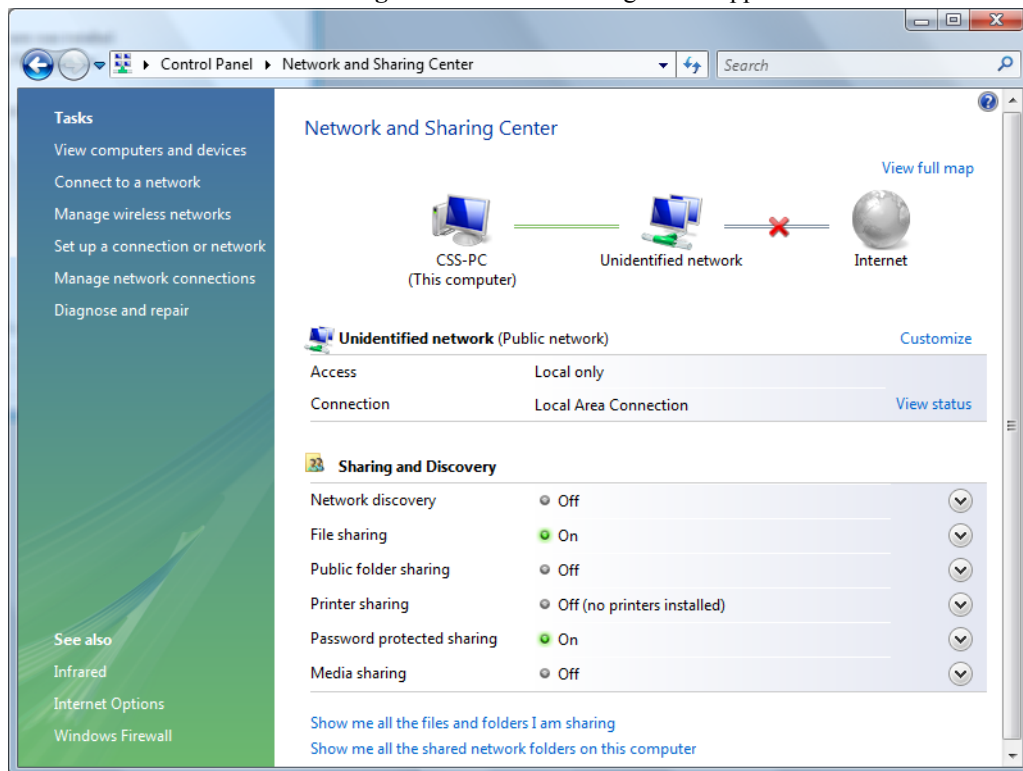 Control Panel ▸ Network and Sharing Center
Search
Tasks
View computers and devices
Connect to a network
Manage wireless networks
Set up a connection or network
Manage network connections
Diagnose and repair
See also
Infrared
Internet Options
Windows Firewall
Network and Sharing Center
View full map
CSS-PC
(This computer)
Unidentified network
Internet
Unidentified network (Public network)
Customize
Access Local only
Connection Local Area Connection View status
Sharing and Discovery
Network discovery Off
File sharing On
Public folder sharing Off
Printer sharing Off (no printers installed)
Password protected sharing On
Media sharing Off
Show me all the files and folders I am sharing
Show me all the shared network folders on this computer